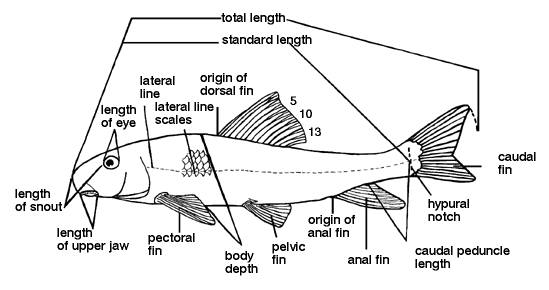 total length
standard length
lateral
line
origin of
dorsal fin
length
of eye
lateral line
scales
5
10
13
caudal
fin
length
of snout
hypural
notch
length
of upper jaw
pectoral
fin
body
depth
pelvic
fin
origin of
anal fin
anal fin
caudal peduncle
length